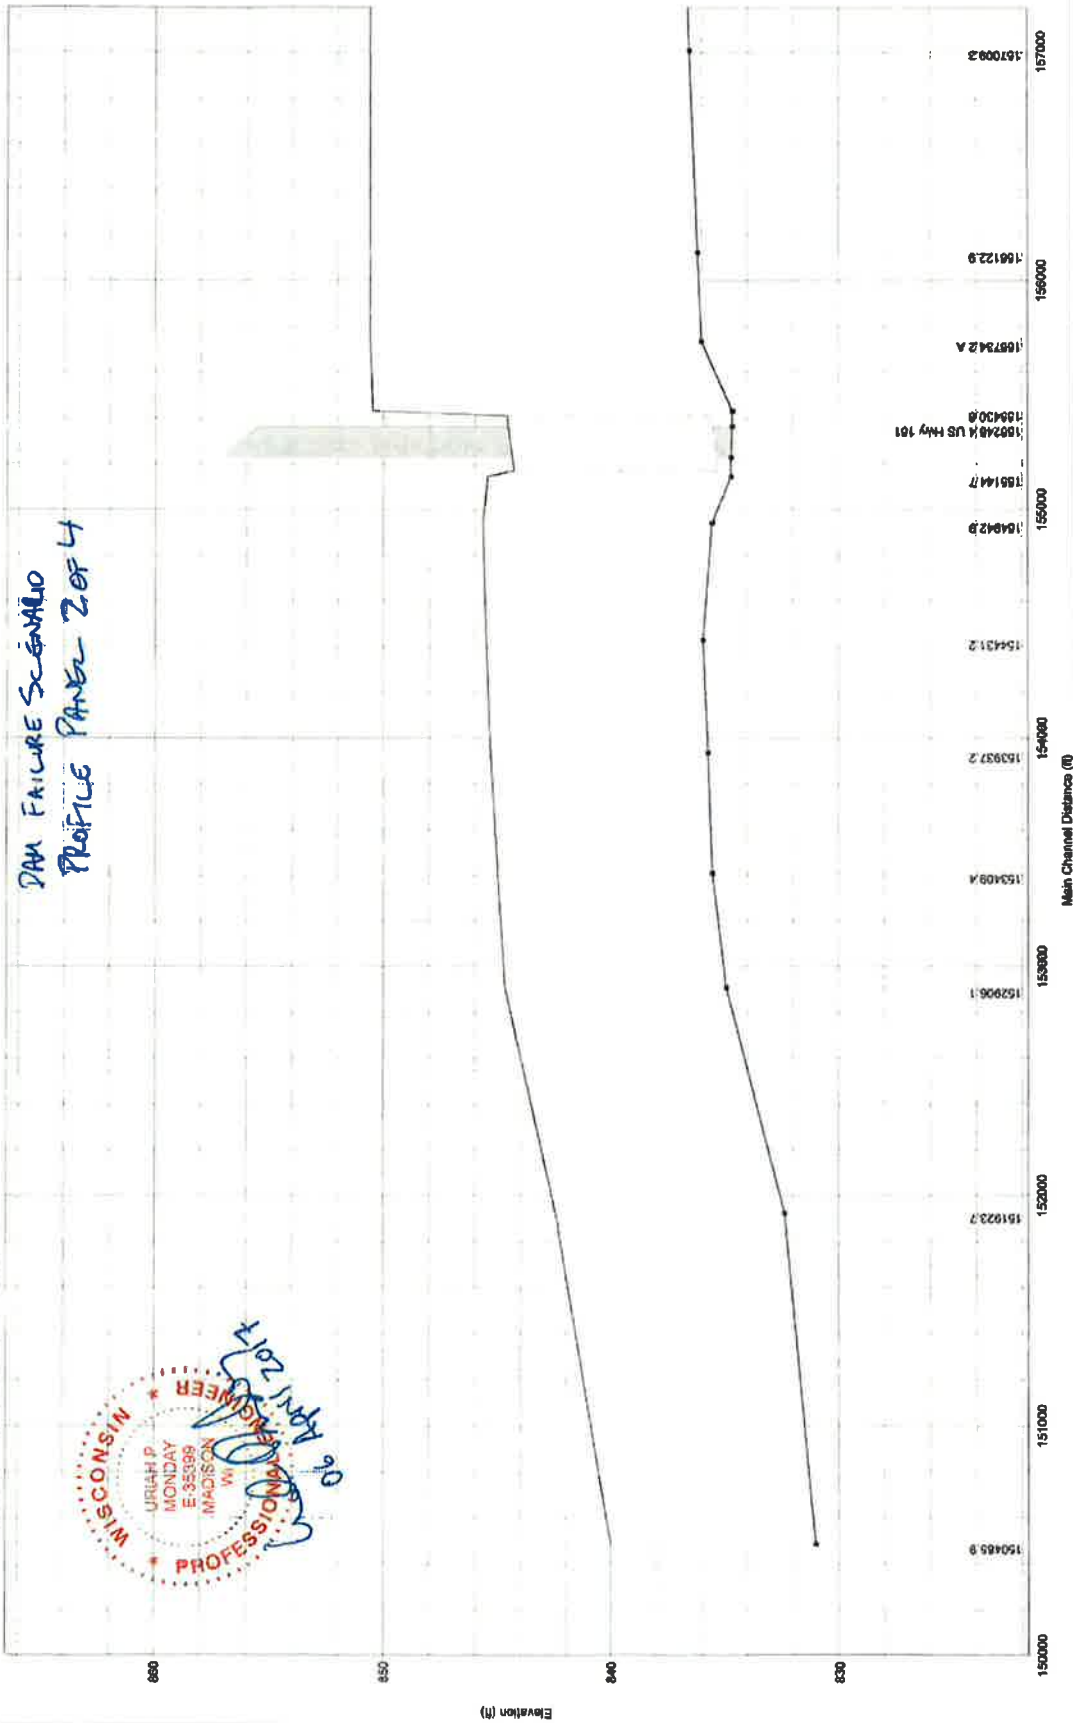 DAM FAILURE SCENARIO
PROFILE PANEL 2 OF 4
WISCONSIN
URIAH P.
MONDAY
E-35399
MADISON
WI
PROFESSIONAL ENGINEER
06 April 2017
Elevation (ft)
860
850
840
830
150465.9
151923.7
152906.1
153409.4
153937.2
154431.2
154942.9
155144.7
155248.4 US Hwy 151
155430.6
155734.2 A
156122.9
157009.3
150000
151000
152000
153000
154000
155000
156000
157000
Main Channel Distance (ft)